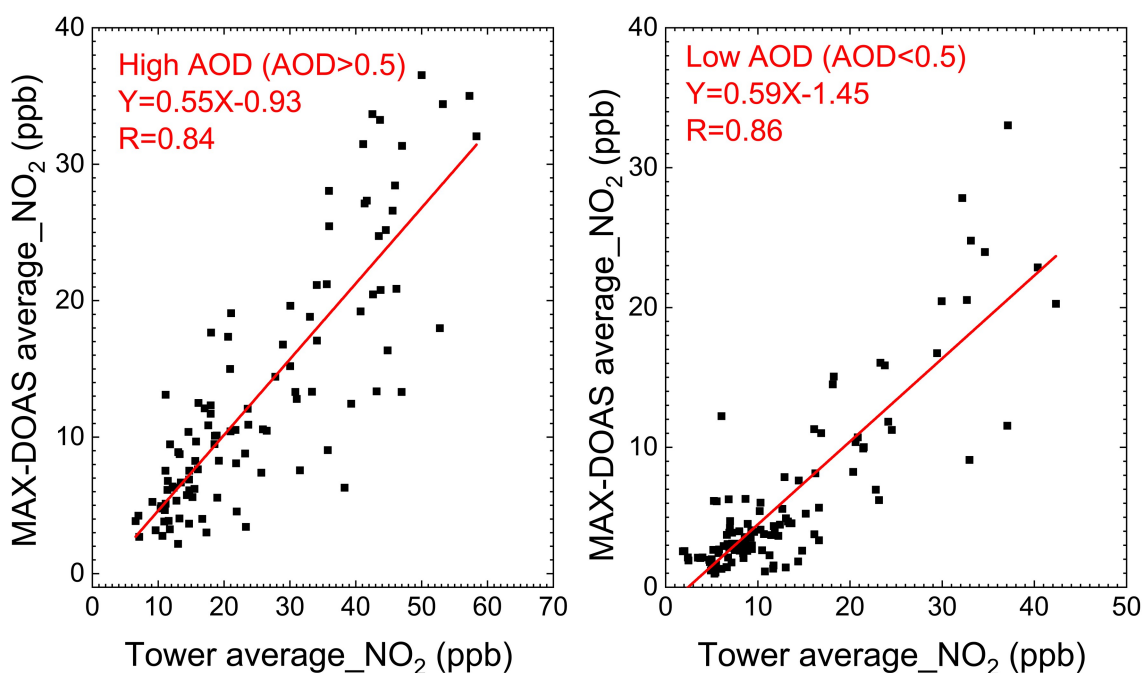 High AOD (AOD>0.5)
Y=0.55X-0.93
R=0.84
MAX-DOAS average_NO₂ (ppb)
40
30
20
10
0
0 10 20 30 40 50 60 70
Tower average_NO₂ (ppb)
Low AOD (AOD<0.5)
Y=0.59X-1.45
R=0.86
MAX-DOAS average_NO₂ (ppb)
40
30
20
10
0
0 10 20 30 40 50
Tower average_NO₂ (ppb)